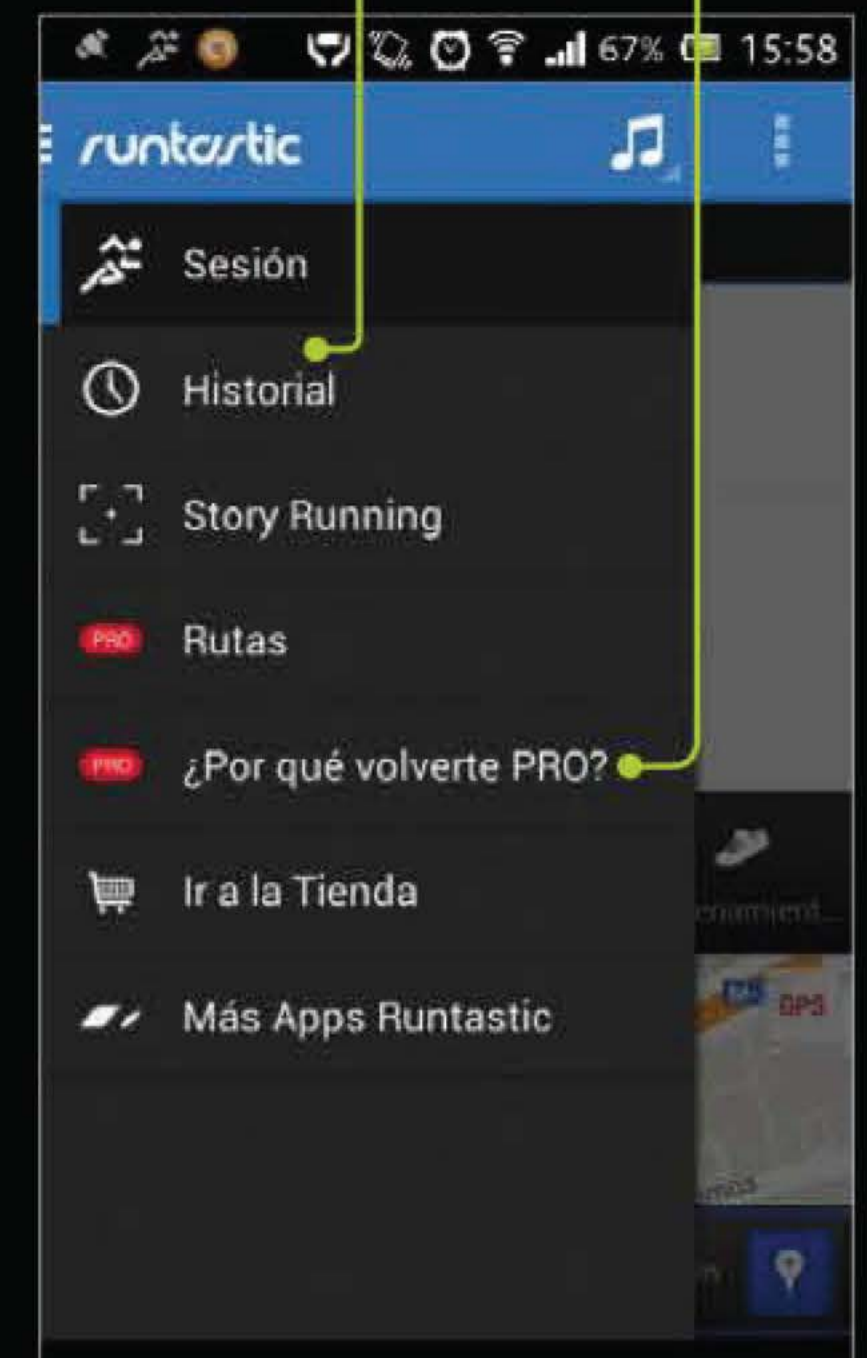 67% 15:58
runtastic
Sesión
Historial
Story Running
PRO Rutas
PRO ¿Por qué volverte PRO?
Ir a la Tienda
Más Apps Runtastic
GPS